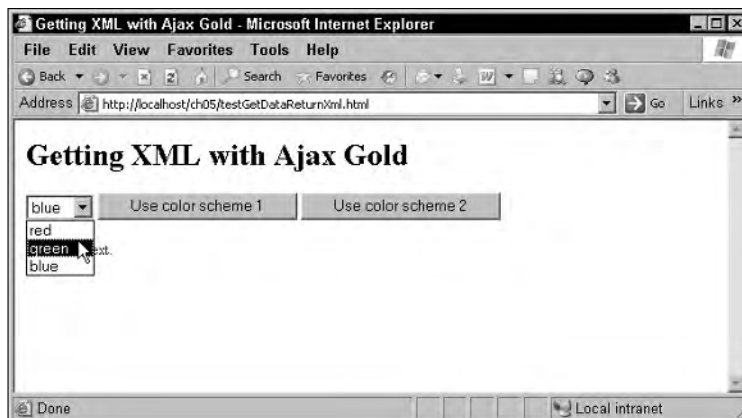 Getting XML with Ajax Gold - Microsoft Internet Explorer
File Edit View Favorites Tools Help
Back Search Favorites
Address http://localhost/ch05/testGetDataReturnXml.html Go Links »
Getting XML with Ajax Gold
blue Use color scheme 1 Use color scheme 2
red
green ext.
blue
Done Local intranet